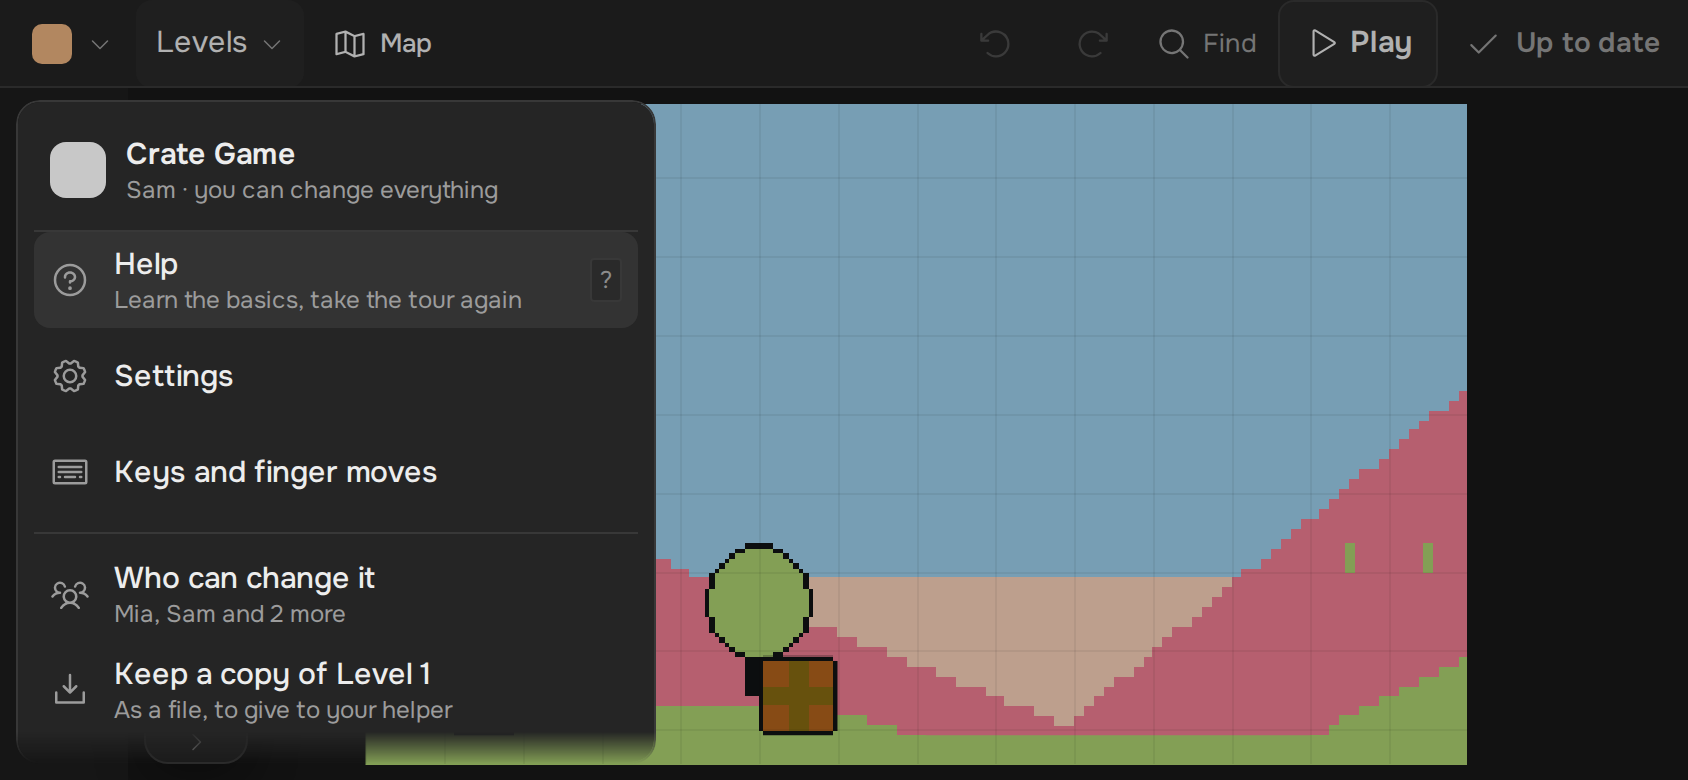 Levels
Map
Find
Play
Up to date
Crate Game
Sam · you can change everything
Help
Learn the basics, take the tour again
?
Settings
Keys and finger moves
Who can change it
Mia, Sam and 2 more
Keep a copy of Level 1
As a file, to give to your helper